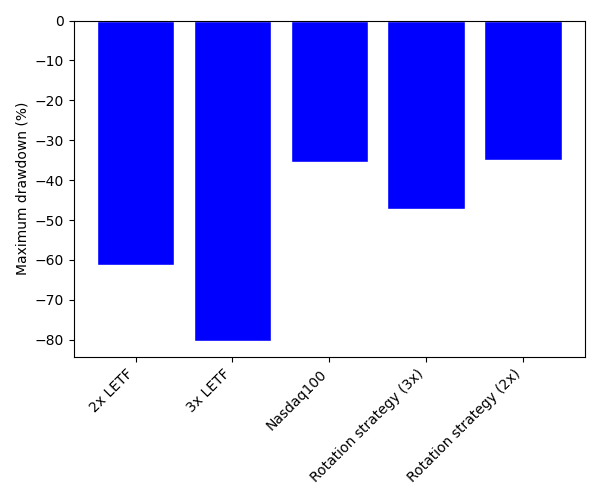 Maximum drawdown (%)
0
−10
−20
−30
−40
−50
−60
−70
−80
2x LETF
3x LETF
Nasdaq100
Rotation strategy (3x)
Rotation strategy (2x)